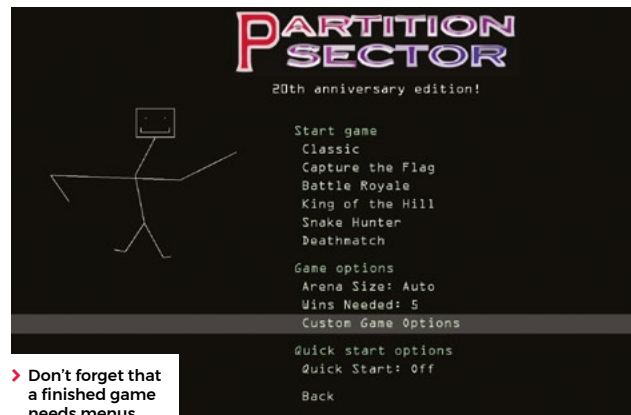 PARTITION
SECTOR
20th anniversary edition!
Start game
Classic
Capture the Flag
Battle Royale
King of the Hill
Snake Hunter
Deathmatch
Game options
Arena Size: Auto
Wins Needed: 5
Custom Game Options
Quick start options
Quick Start: Off
Back
Don't forget that
a finished game
needs menus